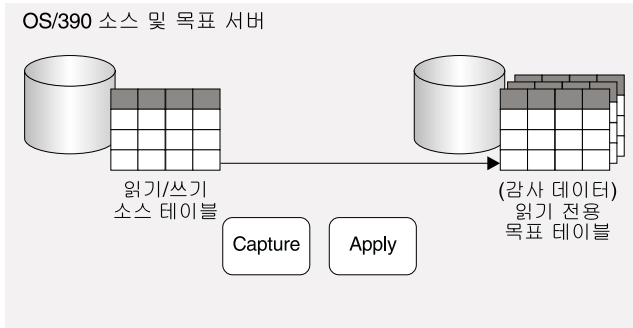 OS/390 소스 및 목표 서버
읽기/쓰기
소스 테이블
(감사 데이터)
읽기 전용
목표 테이블
Capture
Apply